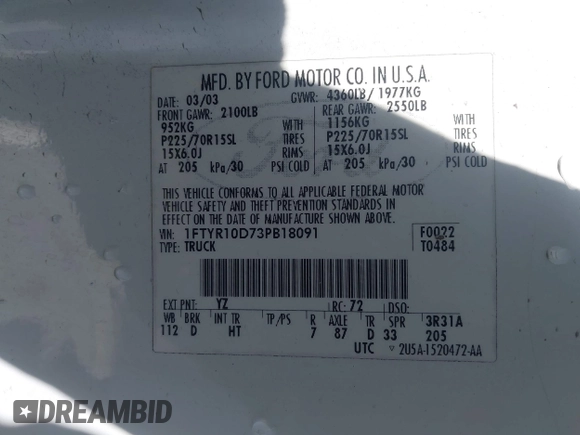 MFD. BY FORD MOTOR CO. IN U.S.A.
DATE: 03/03 GVWR: 4360LB/ 1977KG
FRONT GAWR: 2100LB REAR GAWR: 2550LB
952KG WITH 1156KG WITH
P225/70R15SL TIRES P225/70R15SL TIRES
15X6.0J RIMS 15X6.0J RIMS
AT 205 kPa/30 PSI COLD AT 205 kPa/30 PSI COLD
THIS VEHICLE CONFORMS TO ALL APPLICABLE FEDERAL MOTOR
VEHICLE SAFETY AND THEFT PREVENTION STANDARDS IN
EFFECT ON THE DATE OF MANUFACTURE SHOWN ABOVE.
VIN: 1FTYR10D73PB18091 F0022
TYPE: TRUCK T0484
EXT PNT: YZ RC: 72 DSO:
WB BRK INT TR TP/PS R AXLE TR SPR 3R31A
112 D HT 7 87 D 33 205
UTC 2U5A-1520472-AA
DREAMBID